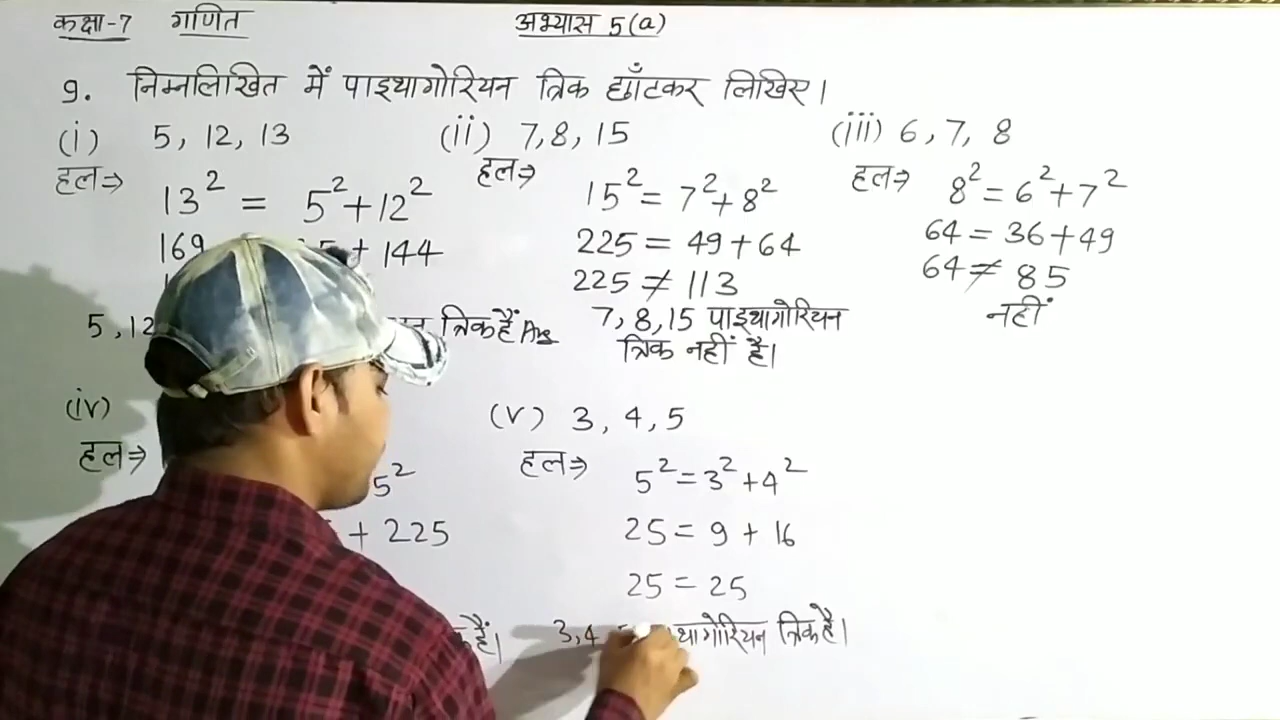 कक्षा-7 गणित अभ्यास 5(a)
9. निम्नलिखित में पाइथागोरियन त्रिक छाँटकर लिखिए।
(i) 5, 12, 13
हल⇒
13² = 5²+12²
169 + 144
5,12 त्रिक हैं Ans
(ii) 7,8, 15
हल⇒
15² = 7²+8²
225 = 49+64
225 ≠ 113
7, 8,15 पाइथागोरियन
त्रिक नहीं है।
(iii) 6, 7, 8
हल⇒
8² = 6²+7²
64 = 36+49
64 ≠ 85
नहीं
(iv)
हल⇒
5²
+ 225
हैं।
(v) 3, 4, 5
हल⇒
5² = 3²+4²
25 = 9 + 16
25 = 25
3,4 त्रिक है।